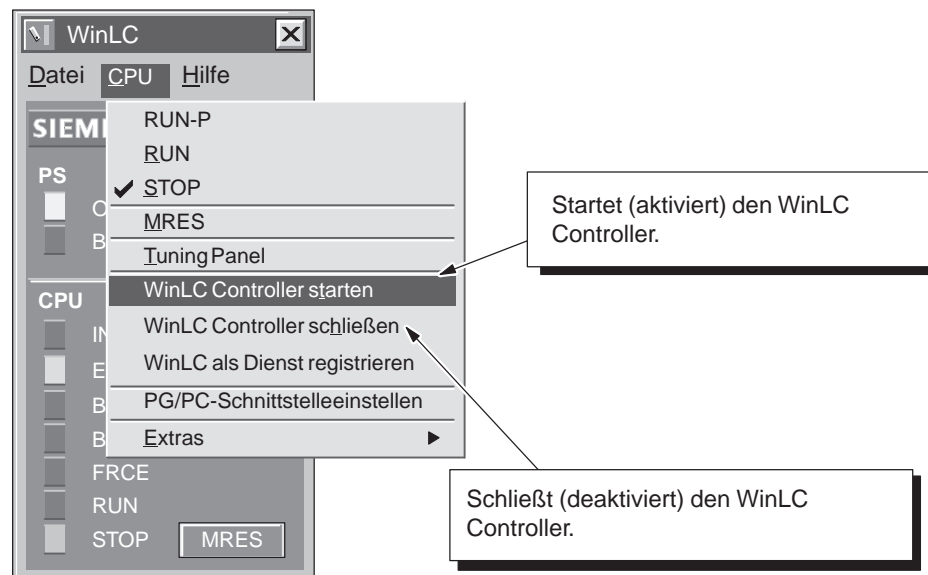 WinLC
Datei CPU Hilfe
SIEM
RUN-P
RUN
PS
STOP
MRES
Tuning Panel
Startet (aktiviert) den WinLC
Controller.
WinLC Controller starten
CPU
WinLC Controller schließen
WinLC als Dienst registrieren
PG/PC-Schnittstelleeinstellen
Extras
FRCE
RUN
STOP MRES
Schließt (deaktiviert) den WinLC
Controller.